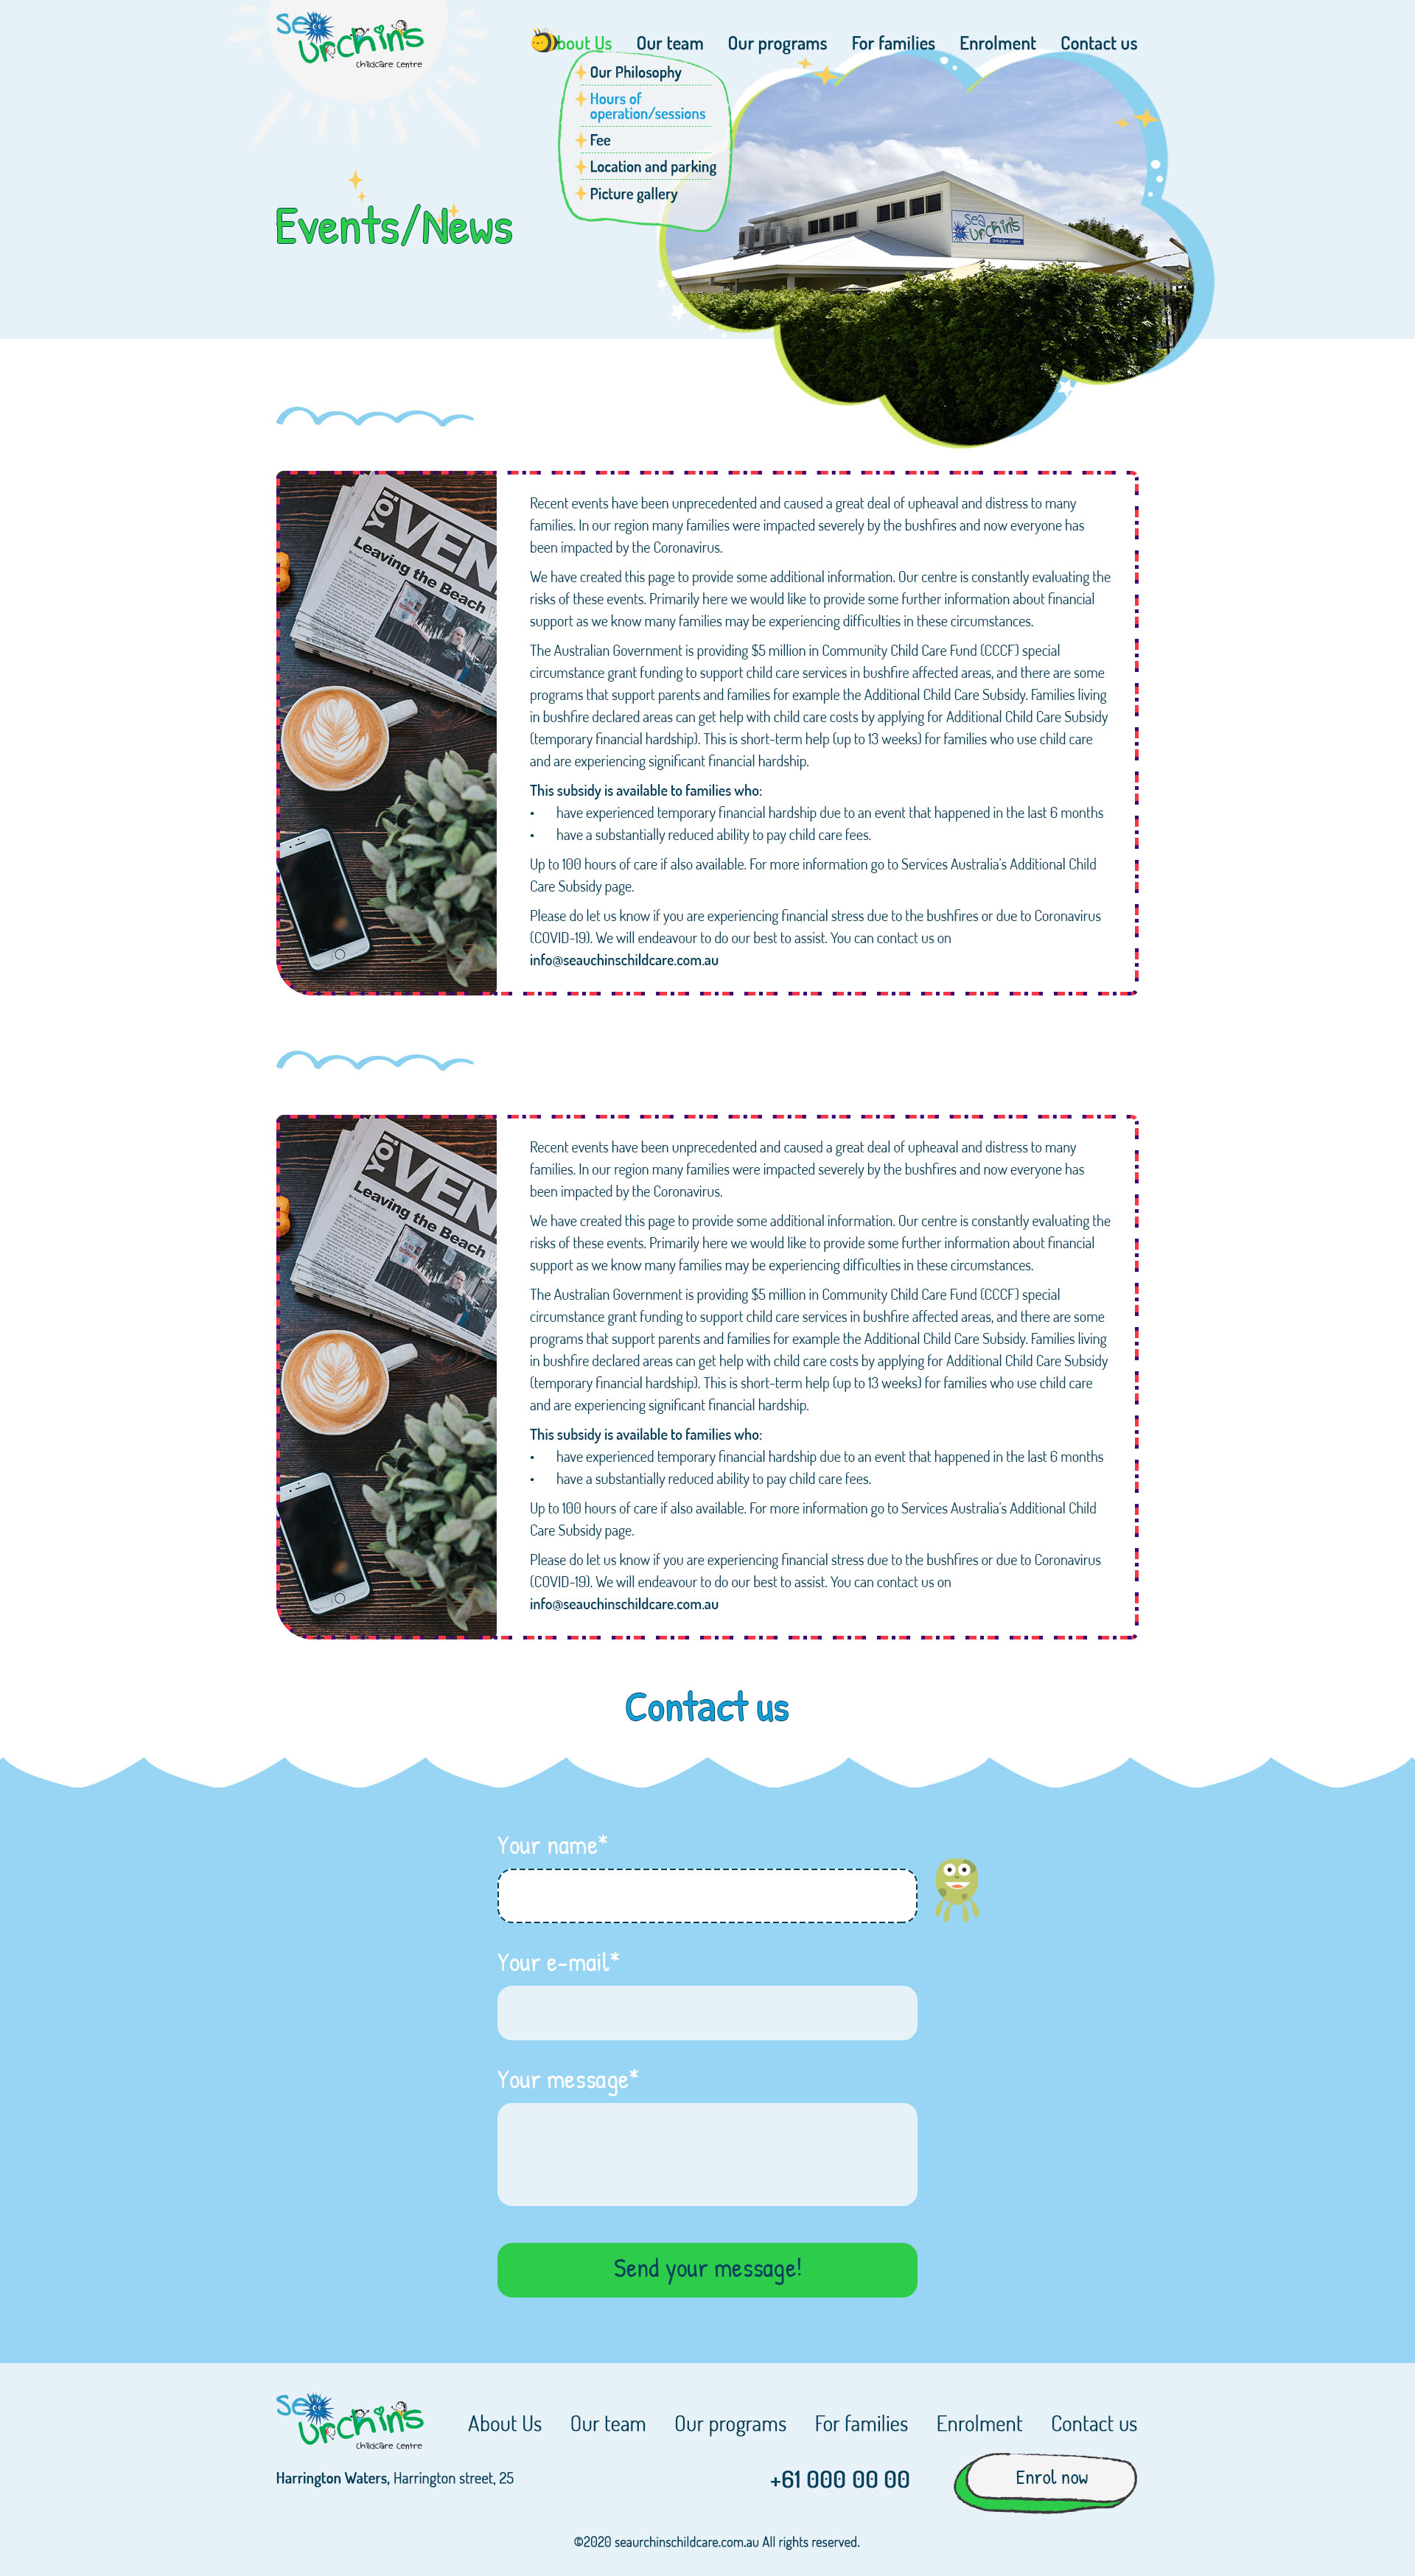 Sea
urchins
childcare centre
About Us
Our team
Our programs
For families
Enrolment
Contact us
Our Philosophy
Hours of
operation/sessions
Fee
Location and parking
Picture gallery
Events/News
sea
urchins
childcare centre
YO!
VEN
Leaving the Beach
Recent events have been unprecedented and caused a great deal of upheaval and distress to many
families. In our region many families were impacted severely by the bushfires and now everyone has
been impacted by the Coronavirus.
We have created this page to provide some additional information. Our centre is constantly evaluating the
risks of these events. Primarily here we would like to provide some further information about financial
support as we know many families may be experiencing difficulties in these circumstances.
The Australian Government is providing $5 million in Community Child Care Fund (CCCF) special
circumstance grant funding to support child care services in bushfire affected areas, and there are some
programs that support parents and families for example the Additional Child Care Subsidy. Families living
in bushfire declared areas can get help with child care costs by applying for Additional Child Care Subsidy
(temporary financial hardship). This is short-term help (up to 13 weeks) for families who use child care
and are experiencing significant financial hardship.
This subsidy is available to families who:
• have experienced temporary financial hardship due to an event that happened in the last 6 months
• have a substantially reduced ability to pay child care fees.
Up to 100 hours of care if also available. For more information go to Services Australia's Additional Child
Care Subsidy page.
Please do let us know if you are experiencing financial stress due to the bushfires or due to Coronavirus
(COVID-19). We will endeavour to do our best to assist. You can contact us on
info@seauchinschildcare.com.au
YO!
VEN
Leaving the Beach
Recent events have been unprecedented and caused a great deal of upheaval and distress to many
families. In our region many families were impacted severely by the bushfires and now everyone has
been impacted by the Coronavirus.
We have created this page to provide some additional information. Our centre is constantly evaluating the
risks of these events. Primarily here we would like to provide some further information about financial
support as we know many families may be experiencing difficulties in these circumstances.
The Australian Government is providing $5 million in Community Child Care Fund (CCCF) special
circumstance grant funding to support child care services in bushfire affected areas, and there are some
programs that support parents and families for example the Additional Child Care Subsidy. Families living
in bushfire declared areas can get help with child care costs by applying for Additional Child Care Subsidy
(temporary financial hardship). This is short-term help (up to 13 weeks) for families who use child care
and are experiencing significant financial hardship.
This subsidy is available to families who:
• have experienced temporary financial hardship due to an event that happened in the last 6 months
• have a substantially reduced ability to pay child care fees.
Up to 100 hours of care if also available. For more information go to Services Australia's Additional Child
Care Subsidy page.
Please do let us know if you are experiencing financial stress due to the bushfires or due to Coronavirus
(COVID-19). We will endeavour to do our best to assist. You can contact us on
info@seauchinschildcare.com.au
Contact us
Your name*
Your e-mail*
Your message*
Send your message!
Sea
urchins
childcare centre
About Us
Our team
Our programs
For families
Enrolment
Contact us
Harrington Waters, Harrington street, 25
+61 000 00 00
Enrol now
©2020 seaurchinschildcare.com.au All rights reserved.